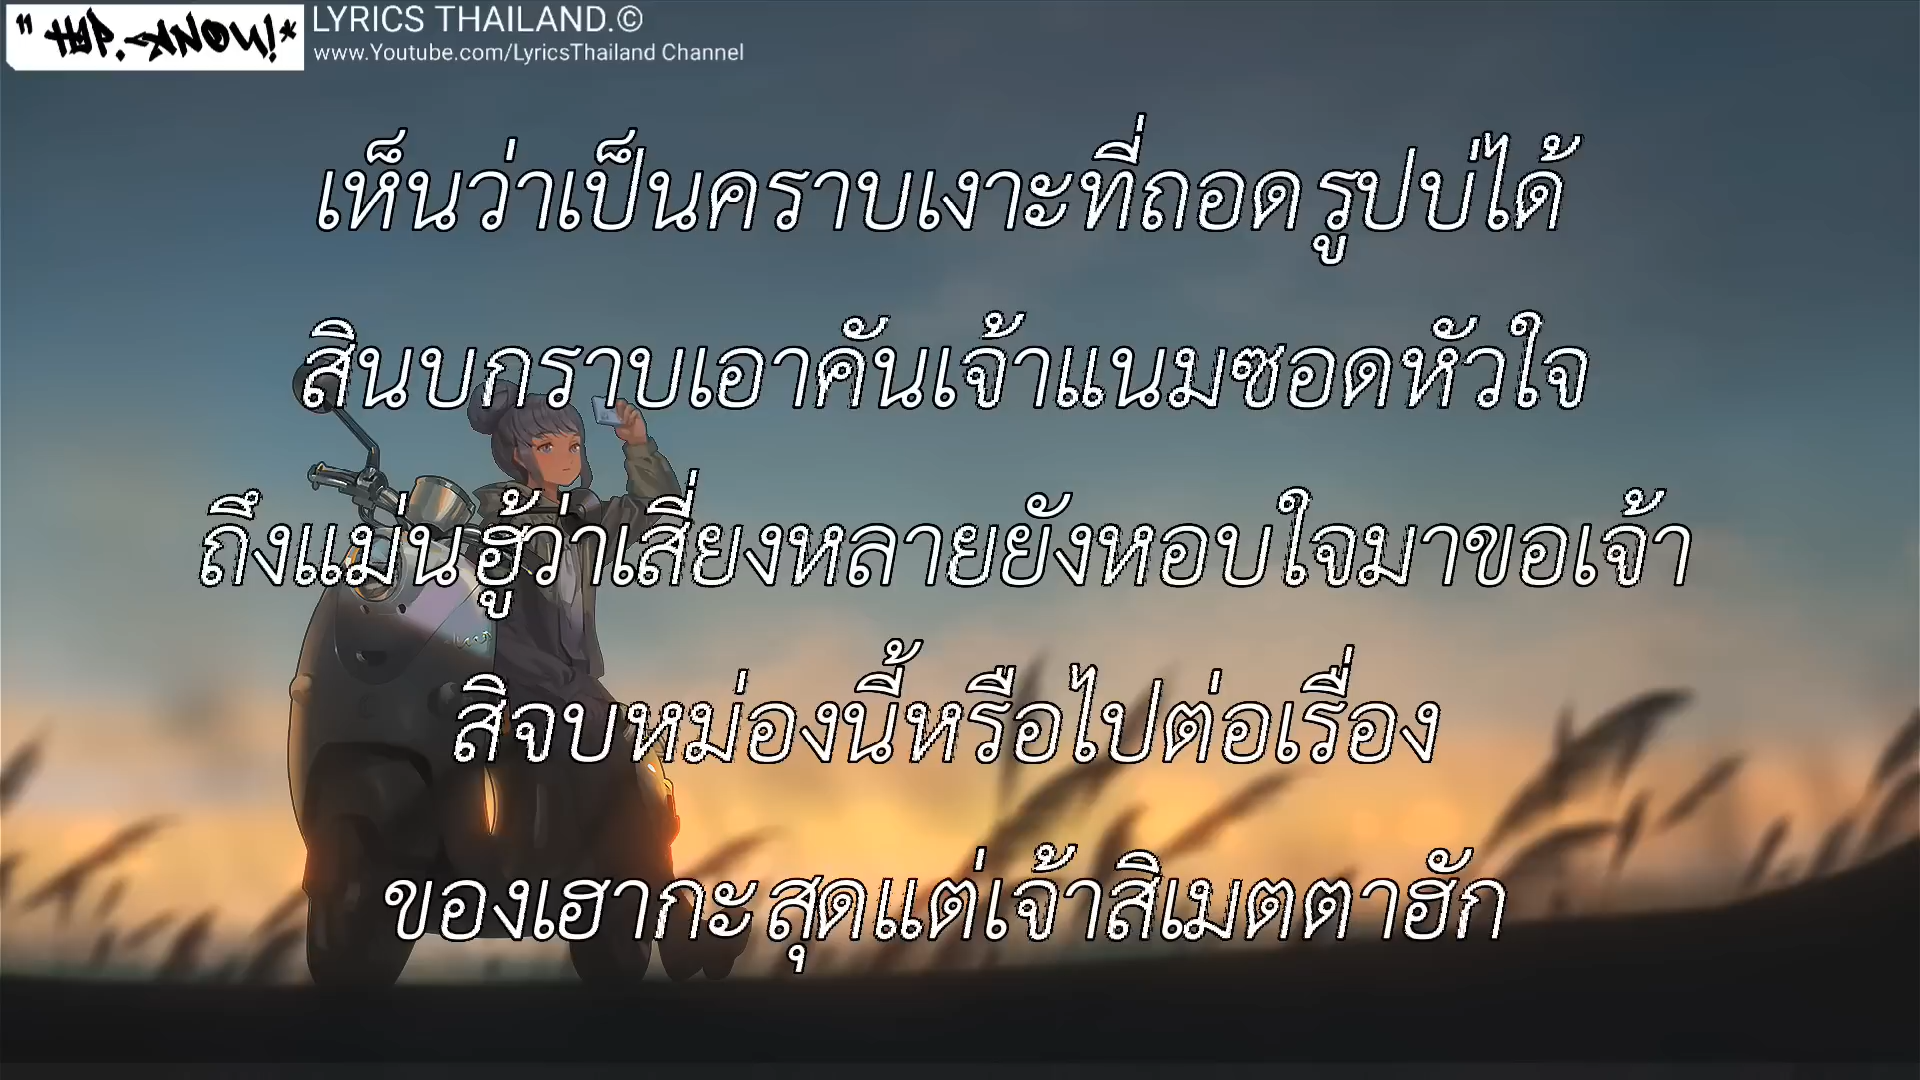 " HYP.-KNOW!*
LYRICS THAILAND.©
www.Youtube.com/LyricsThailand Channel
เห็นว่าเป็นคราบเงาะที่ถอดรูปบ่ได้
สินบกราบเอาคันเจ้าแนมซอดหัวใจ
ถึงแม่นฮู้ว่าเสี่ยงหลายยังหอบใจมาขอเจ้า
สิจบหม่องนี้หรือไปต่อเรื่อง
ของเฮากะสุดแต่เจ้าสิเมตตาฮัก